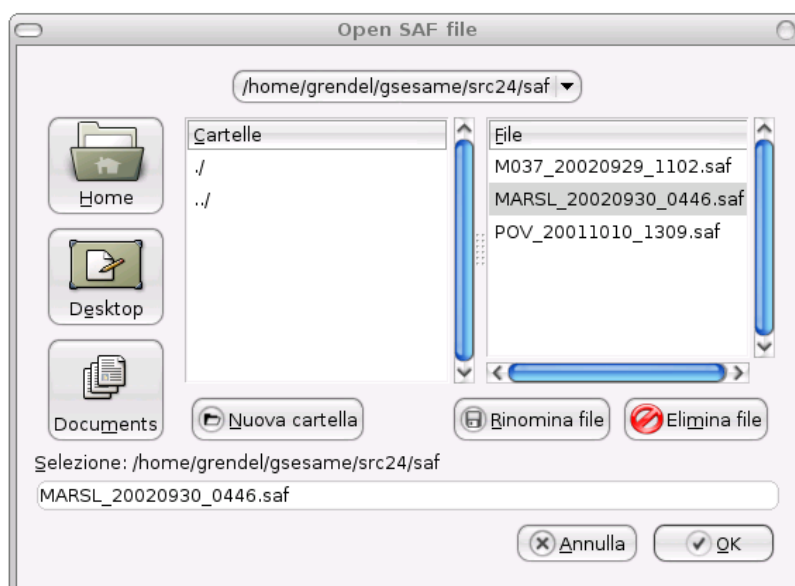 Open SAF file
/home/grendel/gsesame/src24/saf
Home
Desktop
Documents
Cartelle
./
../
File
M037_20020929_1102.saf
MARSL_20020930_0446.saf
POV_20011010_1309.saf
Nuova cartella
Rinomina file
Elimina file
Selezione: /home/grendel/gsesame/src24/saf
MARSL_20020930_0446.saf
Annulla
OK